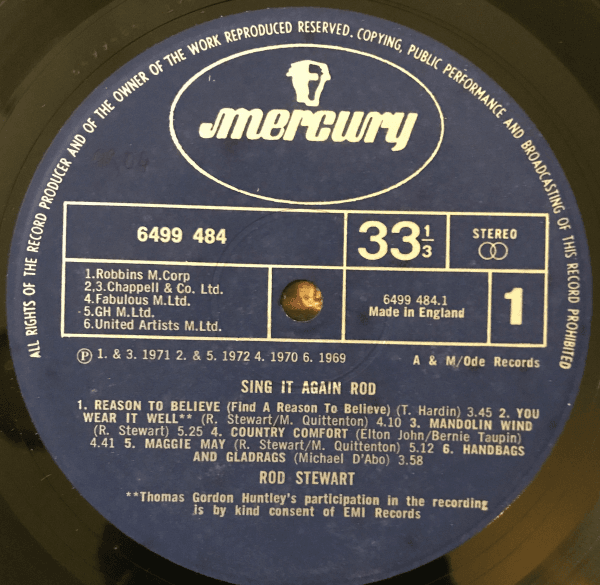 ALL RIGHTS OF THE RECORD PRODUCER AND OF THE OWNER OF THE WORK REPRODUCED RESERVED. COPYING, PUBLIC PERFORMANCE AND BROADCASTING OF THIS RECORD PROHIBITED
mercury
6499 484
33 1/3
STEREO
1.Robbins M.Corp
2,3.Chappell & Co. Ltd.
4.Fabulous M.Ltd.
5.GH M.Ltd.
6.United Artists M.Ltd.
6499 484.1
Made in England
1
Ⓟ 1. & 3. 1971 2. & 5. 1972 4. 1970 6. 1969
A & M/Ode Records
SING IT AGAIN ROD
1. REASON TO BELIEVE (Find A Reason To Believe) (T. Hardin) 3.45 2. YOU
WEAR IT WELL** (R. Stewart/M. Quittenton) 4.10 3. MANDOLIN WIND
(R. Stewart) 5.25 4. COUNTRY COMFORT (Elton John/Bernie Taupin)
4.41 5. MAGGIE MAY (R. Stewart/M. Quittenton) 5.12 6. HANDBAGS
AND GLADRAGS (Michael D'Abo) 3.58
ROD STEWART
**Thomas Gordon Huntley's participation in the recording
is by kind consent of EMI Records